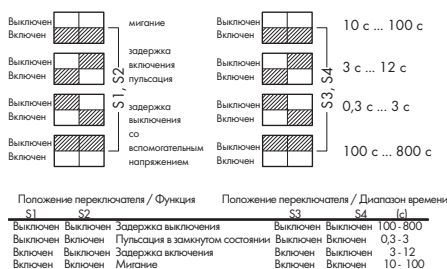 Выключен
Включен
мигание
Выключен
Включен
задержка
включения
пульсация
Выключен
Включен
задержка
выключения
со
Выключен
Включен
вспомогательным
напряжением
S1, S2
Выключен
Включен
10 с ... 100 с
Выключен
Включен
3 с ... 12 с
Выключен
Включен
0,3 с ... 3 с
Выключен
Включен
100 с ... 800 с
S3, S4
Положение переключателя / Функция Положение переключателя / Диапазон времени
S1 S2 S3 S4 (с)
Выключен Выключен Задержка выключения Выключен Выключен 100 - 800
Выключен Включен Пульсация в замкнутом состоянии Выключен Включен 0,3 - 3
Включен Выключен Задержка включения Включен Выключен 3 - 12
Включен Включен Мигание Включен Включен 10 - 100